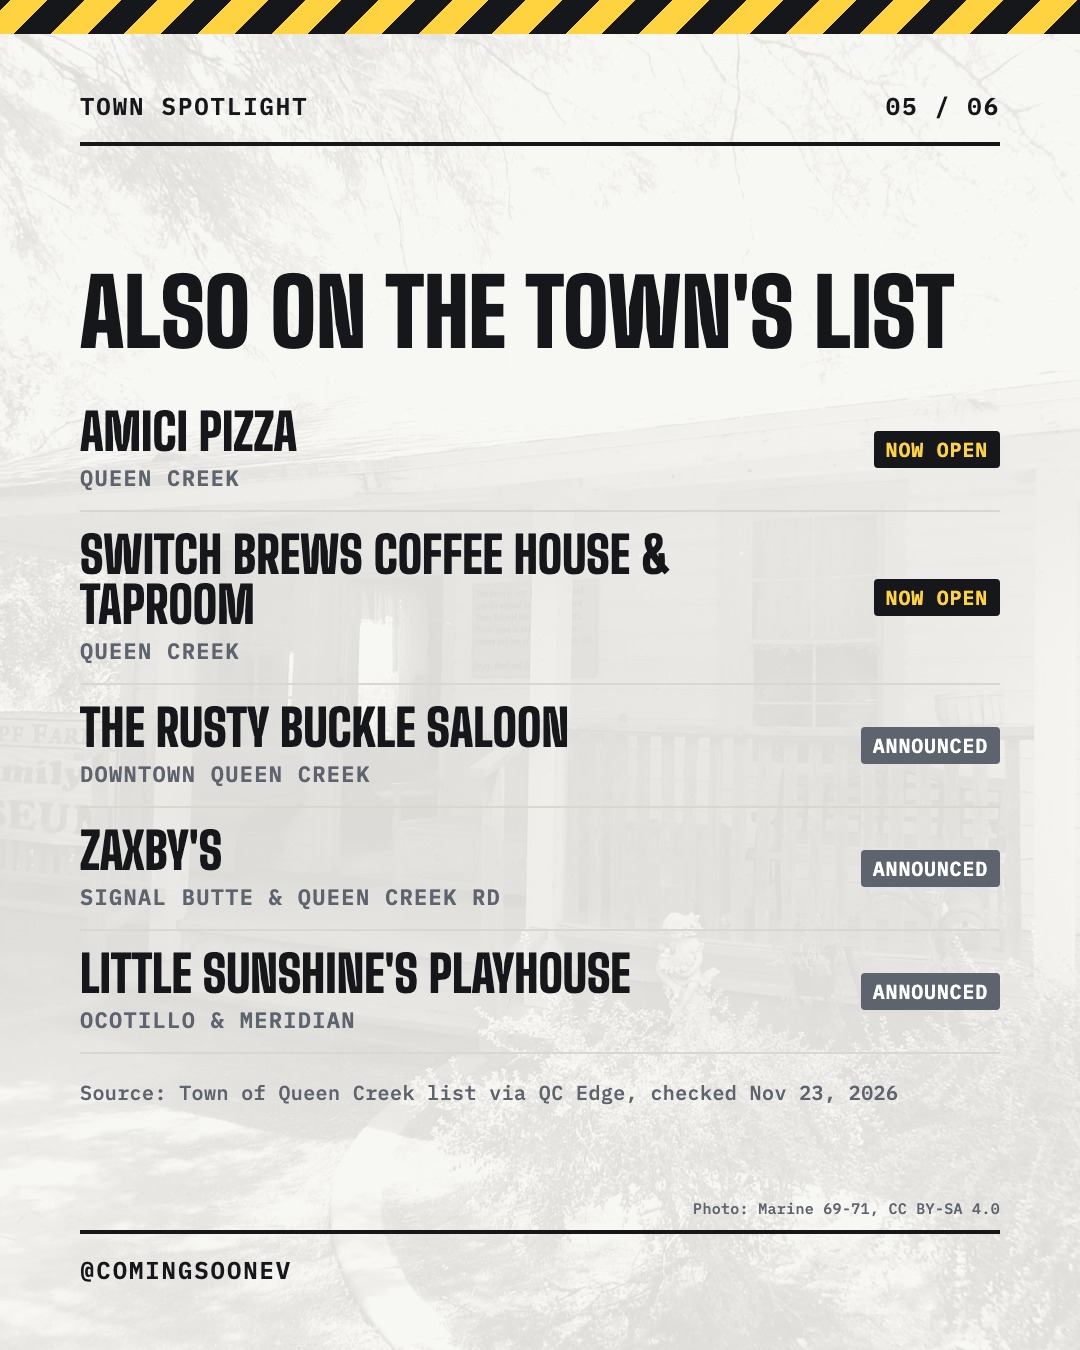 TOWN SPOTLIGHT
05 / 06
ALSO ON THE TOWN'S LIST
AMICI PIZZA
QUEEN CREEK
NOW OPEN
SWITCH BREWS COFFEE HOUSE &
TAPROOM
QUEEN CREEK
NOW OPEN
THE RUSTY BUCKLE SALOON
DOWNTOWN QUEEN CREEK
ANNOUNCED
ZAXBY'S
SIGNAL BUTTE & QUEEN CREEK RD
ANNOUNCED
LITTLE SUNSHINE'S PLAYHOUSE
OCOTILLO & MERIDIAN
ANNOUNCED
Source: Town of Queen Creek list via QC Edge, checked Nov 23, 2026
Photo: Marine 69-71, CC BY-SA 4.0
@COMINGSOONEV